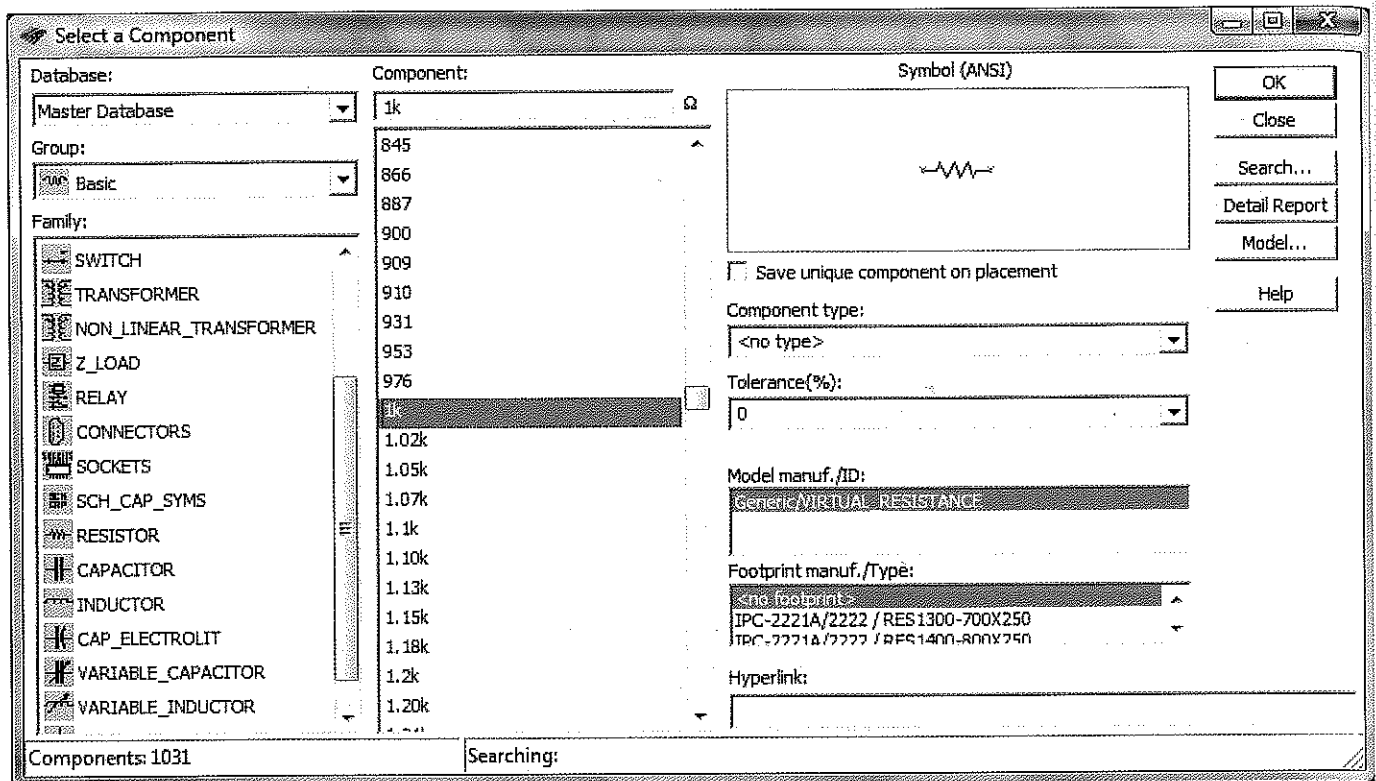 Select a Component
Database:
Master Database
Group:
Basic
Family:
SWITCH
TRANSFORMER
NON_LINEAR_TRANSFORMER
Z_LOAD
RELAY
CONNECTORS
SOCKETS
SCH_CAP_SYMS
RESISTOR
CAPACITOR
INDUCTOR
CAP_ELECTROLIT
VARIABLE_CAPACITOR
VARIABLE_INDUCTOR
Component:
1k Ω
845
866
887
900
909
910
931
953
976
1k
1.02k
1.05k
1.07k
1.1k
1.10k
1.13k
1.15k
1.18k
1.2k
1.20k
Symbol (ANSI)
Save unique component on placement
Component type:
<no type>
Tolerance(%):
0
Model manuf./ID:
Generic/VIRTUAL_RESISTANCE
Footprint manuf./Type:
<no footprint>
IPC-2221A/2222 / RES1300-700X250
IPC-2221A/2222 / RES1400-800X250
Hyperlink:
OK
Close
Search...
Detail Report
Model...
Help
Components: 1031
Searching: